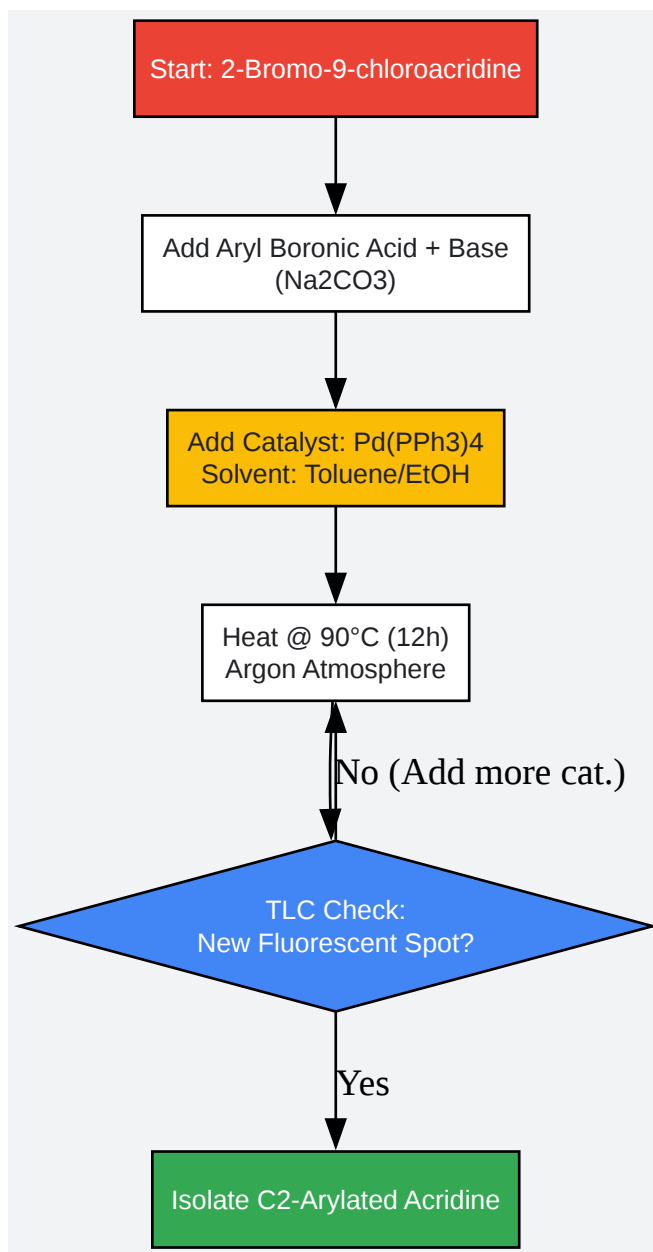 Start: 2-Bromo-9-chloroacridine
Add Aryl Boronic Acid + Base
(Na2CO3)
Add Catalyst: Pd(PPh3)4
Solvent: Toluene/EtOH
Heat @ 90°C (12h)
Argon Atmosphere
No (Add more cat.)
TLC Check:
New Fluorescent Spot?
Yes
Isolate C2-Arylated Acridine